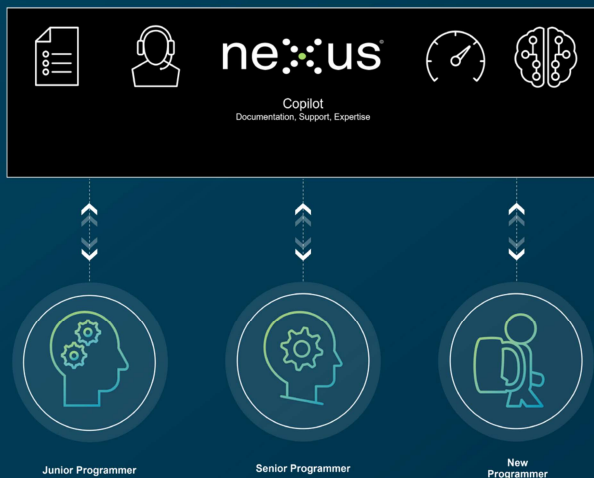 nexus®
Copilot
Documentation, Support, Expertise
Junior Programmer
Senior Programmer
New
Programmer